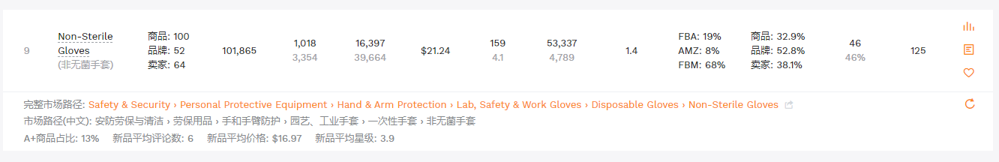 9
Non-Sterile
Gloves
(非无菌手套)
商品: 100
品牌: 52
卖家: 64
101,865
1,018
3,354
16,397
39,664
$21.24
159
4.1
53,337
4,789
1.4
FBA: 19%
AMZ: 8%
FBM: 68%
商品: 32.9%
品牌: 52.8%
卖家: 38.1%
46
46%
125
完整市场路径: Safety & Security › Personal Protective Equipment › Hand & Arm Protection › Lab, Safety & Work Gloves › Disposable Gloves › Non-Sterile Gloves
市场路径(中文): 安防劳保与清洁 › 劳保用品 › 手和手臂防护 › 园艺、工业手套 › 一次性手套 › 非无菌手套
A+商品占比: 13% 新品平均评论数: 6 新品平均价格: $16.97 新品平均星级: 3.9